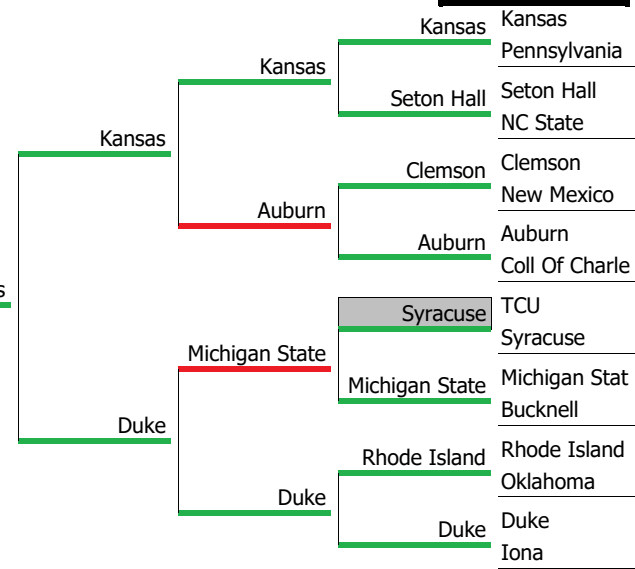 Kansas
Pennsylvania
Seton Hall
NC State
Clemson
New Mexico
Auburn
Coll Of Charle
TCU
Syracuse
Michigan Stat
Bucknell
Rhode Island
Oklahoma
Duke
Iona
Kansas
Seton Hall
Clemson
Auburn
Syracuse
Michigan State
Rhode Island
Duke
Kansas
Auburn
Michigan State
Duke
Kansas
Duke
s